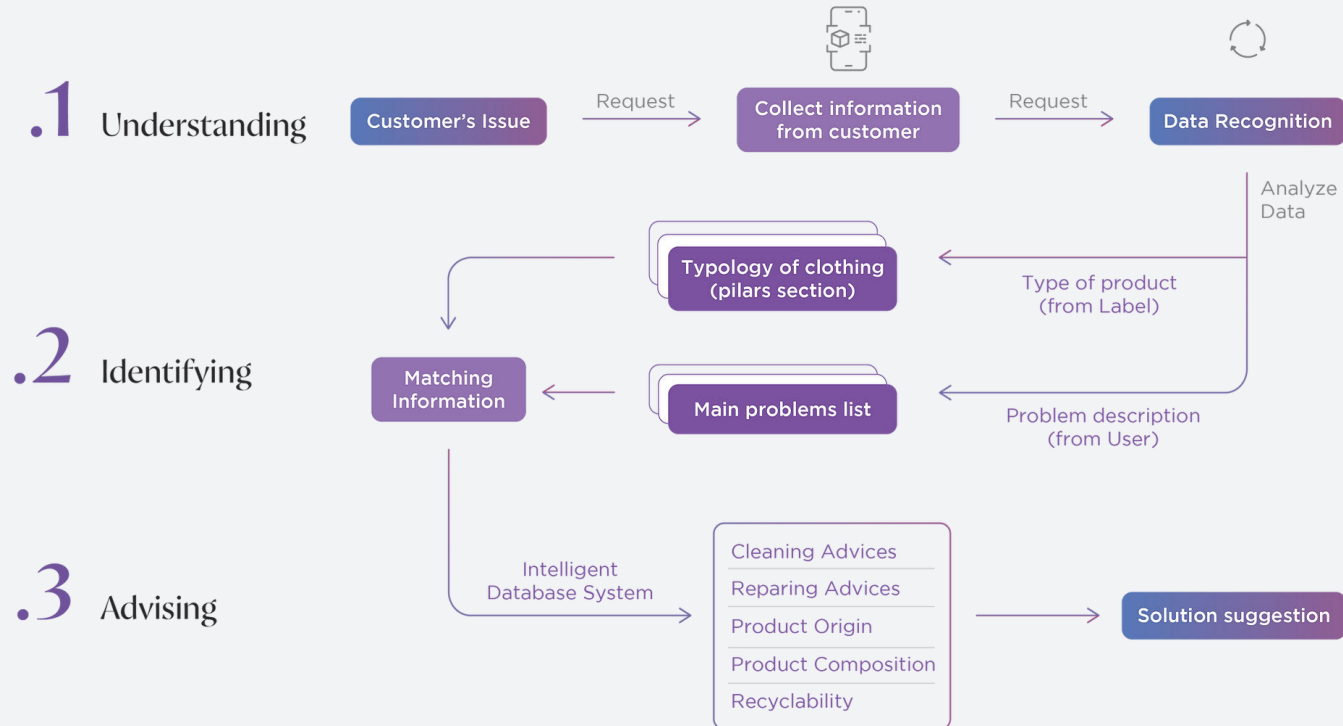 .1 Understanding
Customer's Issue
Request
Collect information
from customer
Request
Data Recognition
Analyze
Data
Typology of clothing
(pilars section)
Type of product
(from Label)
.2 Identifying
Matching
Information
Main problems list
Problem description
(from User)
.3 Advising
Intelligent
Database System
Cleaning Advices
Reparing Advices
Product Origin
Product Composition
Recyclability
Solution suggestion